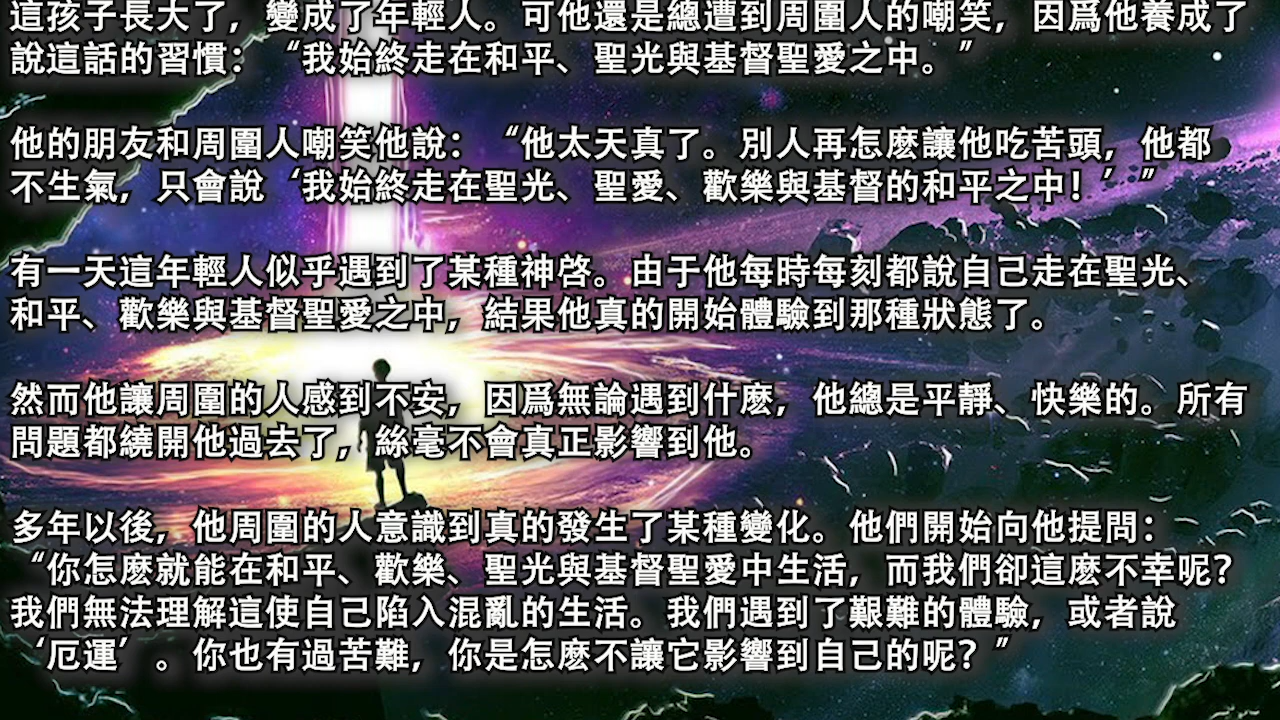 這孩子長大了，變成了年輕人。可他還是總遭到周圍人的嘲笑，因爲他養成了
說這話的習慣：“我始終走在和平、聖光與基督聖愛之中。”
他的朋友和周圍人嘲笑他說：“他太天真了。別人再怎麽讓他吃苦頭，他都
不生氣，只會說‘我始終走在聖光、聖愛、歡樂與基督的和平之中！’”
有一天這年輕人似乎遇到了某種神啓。由于他每時每刻都說自己走在聖光、
和平、歡樂與基督聖愛之中，結果他真的開始體驗到那種狀態了。
然而他讓周圍的人感到不安，因爲無論遇到什麽，他總是平靜、快樂的。所有
問題都繞開他過去了，絲毫不會真正影響到他。
多年以後，他周圍的人意識到真的發生了某種變化。他們開始向他提問：
“你怎麽就能在和平、歡樂、聖光與基督聖愛中生活，而我們卻這麽不幸呢？
我們無法理解這使自己陷入混亂的生活。我們遇到了艱難的體驗，或者說
‘厄運’。你也有過苦難，你是怎麽不讓它影響到自己的呢？”